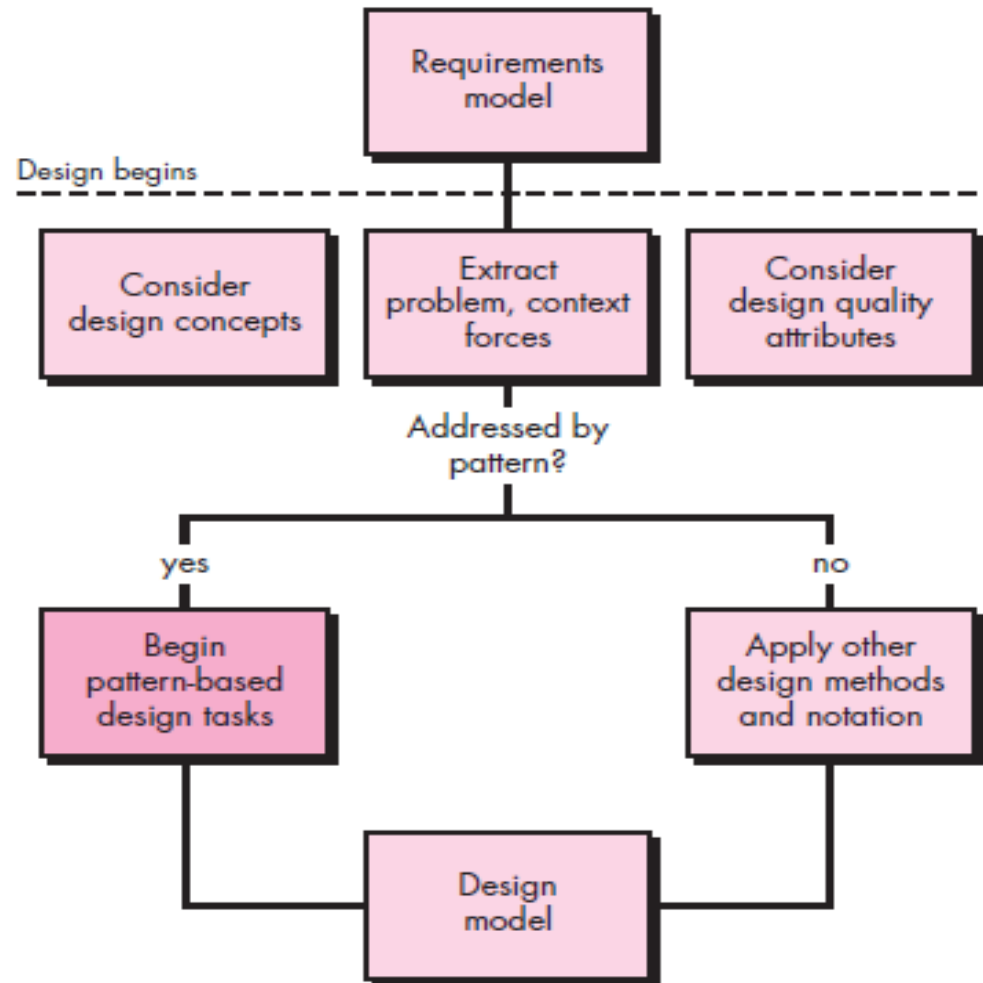 Requirements
model
Design begins
Consider
design concepts
Extract
problem, context
forces
Consider
design quality
attributes
Addressed by
pattern?
yes
no
Begin
pattern-based
design tasks
Apply other
design methods
and notation
Design
model